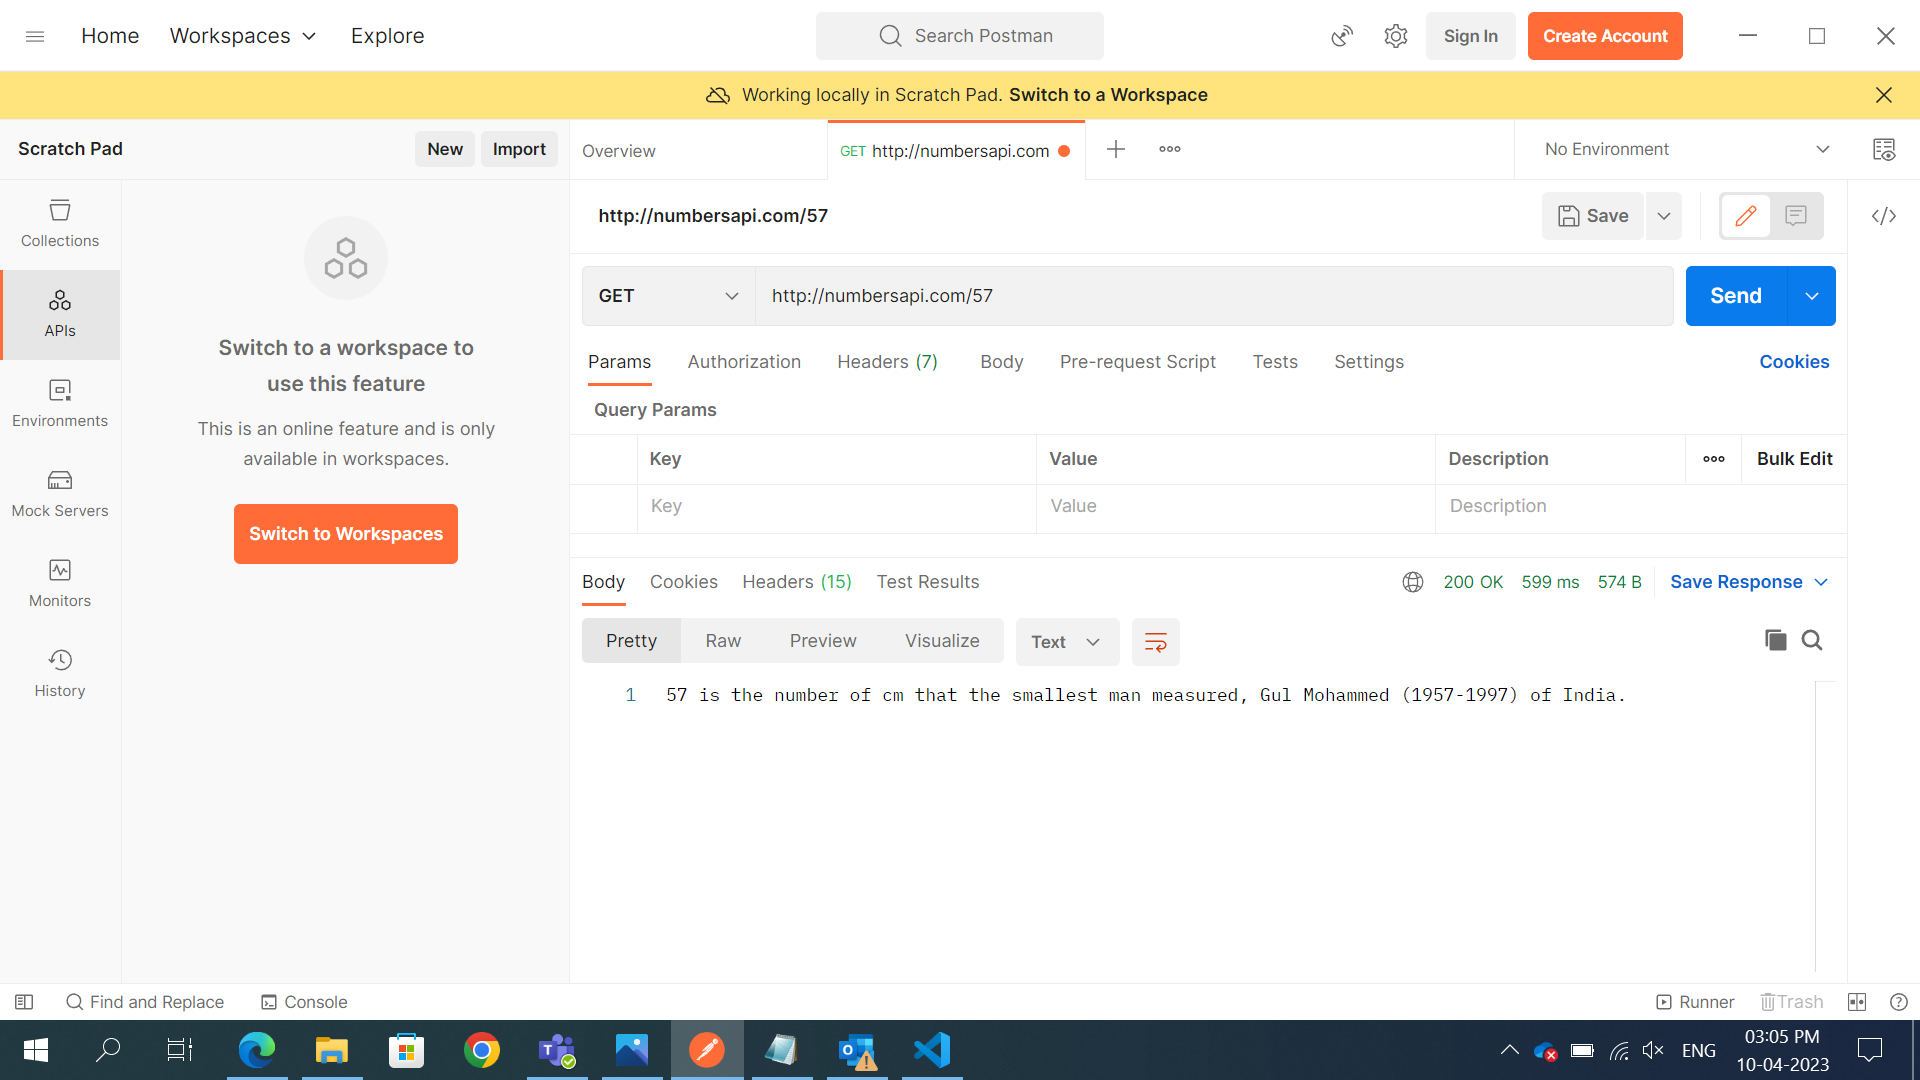 Home Workspaces Explore
Search Postman
Sign In Create Account
Working locally in Scratch Pad. Switch to a Workspace
Scratch Pad New Import
Overview GET http://numbersapi.com No Environment
http://numbersapi.com/57 Save
GET http://numbersapi.com/57 Send
Params Authorization Headers (7) Body Pre-request Script Tests Settings Cookies
Query Params
Key Value Description Bulk Edit
Key Value Description
Collections
APIs
Environments
Mock Servers
Monitors
History
Switch to a workspace to
use this feature
This is an online feature and is only
available in workspaces.
Switch to Workspaces
Body Cookies Headers (15) Test Results 200 OK 599 ms 574 B Save Response
Pretty Raw Preview Visualize Text
1 57 is the number of cm that the smallest man measured, Gul Mohammed (1957-1997) of India.
Find and Replace Console Runner Trash
ENG
03:05 PM
10-04-2023